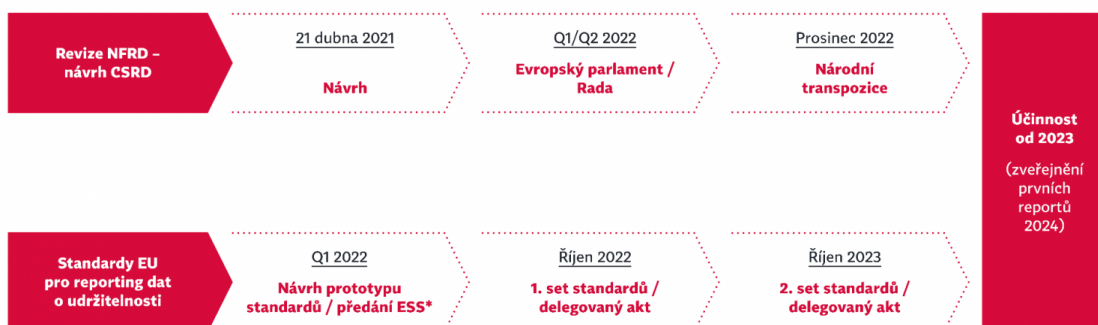 Revize NFRD –
návrh CSRD
21 dubna 2021
Návrh
Q1/Q2 2022
Evropský parlament /
Rada
Prosinec 2022
Národní
transpozice
Účinnost
od 2023
(zveřejnění
prvních
reportů
2024)
Standardy EU
pro reporting dat
o udržitelnosti
Q1 2022
Návrh prototypu
standardů / předání ESS*
Říjen 2022
1. set standardů /
delegovaný akt
Říjen 2023
2. set standardů /
delegovaný akt